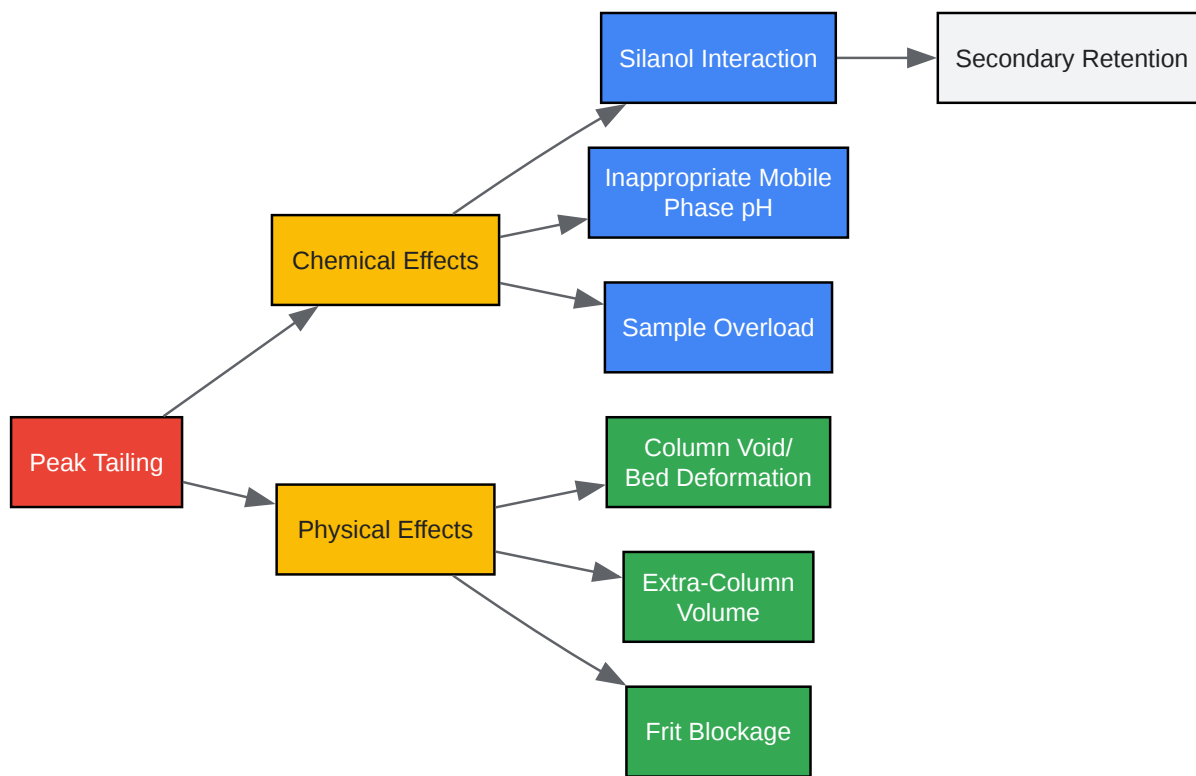 Silanol Interaction
Secondary Retention
Inappropriate Mobile
Phase pH
Chemical Effects
Sample Overload
Peak Tailing
Column Void/
Bed Deformation
Physical Effects
Extra-Column
Volume
Frit Blockage